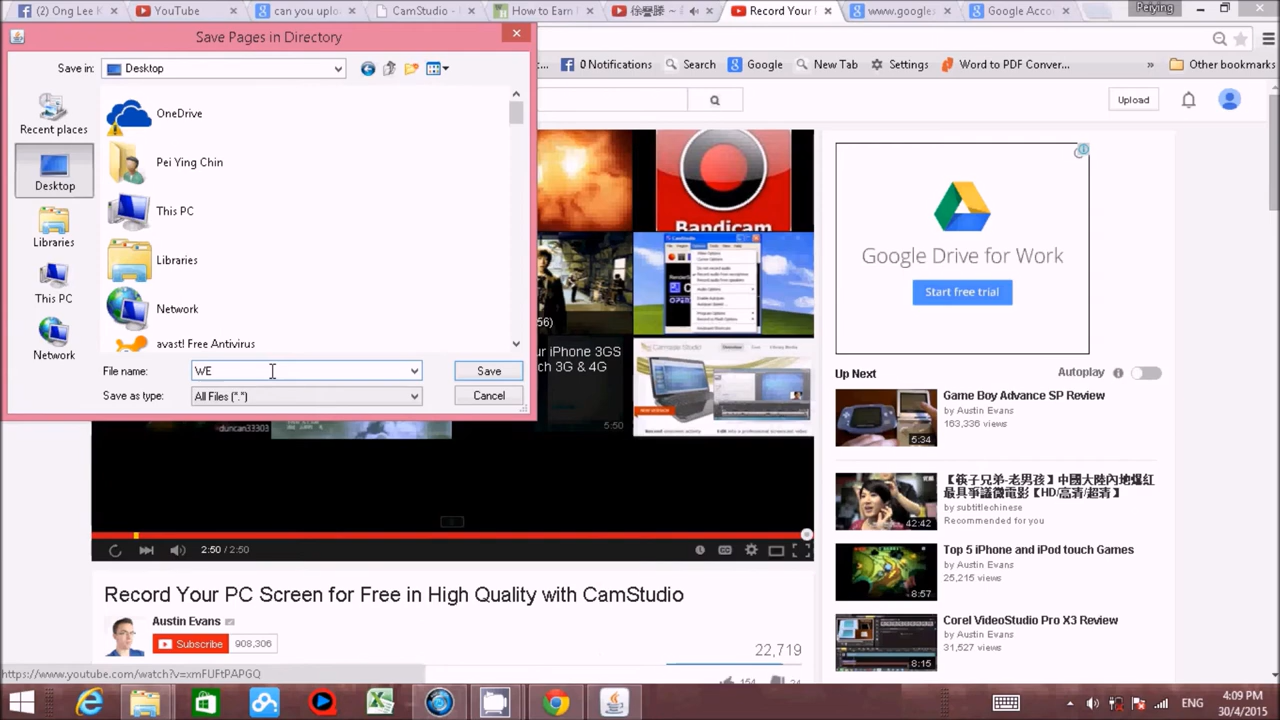 (2) Ong Lee K
YouTube
can you uplo
CamStudio -
How to Earn
Record Your
www.google
Google Acco
Peiying
Save Pages in Directory
0 Notifications
Search
Google
New Tab
Settings
Word to PDF Conver...
»
Other bookmarks
Save in:
Desktop
Upload
Recent places
Desktop
Libraries
This PC
Network
OneDrive
Pei Ying Chin
This PC
Libraries
Network
avast! Free Antivirus
File name:
WE
Save
Save as type:
All Files (*.*)
Cancel
Bandicam
56)
ur iPhone 3GS
ch 3G & 4G
duncan33303
5:50
Google Drive for Work
Start free trial
Up Next
Autoplay
Game Boy Advance SP Review
by Austin Evans
163,336 views
5:34
【筷子兄弟-老男孩】中國大陸內地爆紅
最具爭議微電影【HD/高清/超清】
by subtitlechinese
Recommended for you
42:42
Top 5 iPhone and iPod touch Games
by Austin Evans
25,215 views
8:57
Corel VideoStudio Pro X3 Review
by Austin Evans
31,527 views
8:15
2:50 / 2:50
CC
Record Your PC Screen for Free in High Quality with CamStudio
Austin Evans
Subscribe
908,306
22,719
154
ENG
4:09 PM
30/4/2015